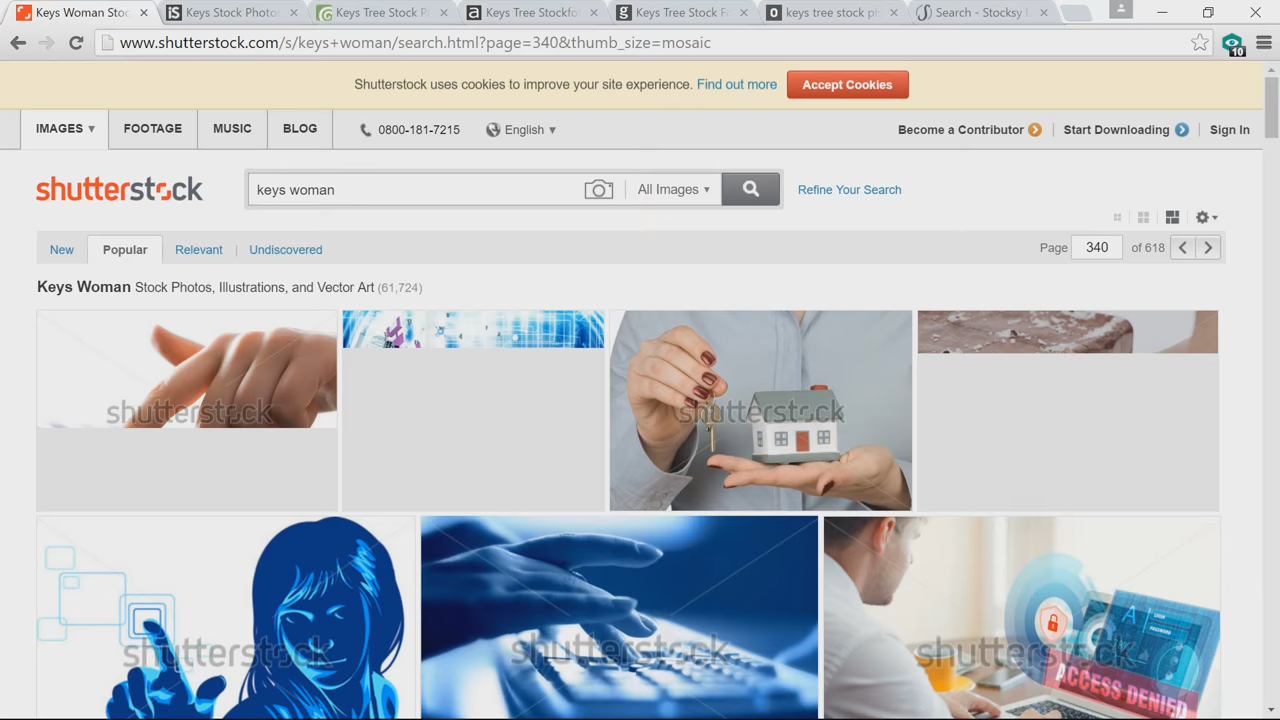 Keys Woman Stoc
Keys Stock Photo
Keys Tree Stock P
Keys Tree Stockfo
Keys Tree Stock F
keys tree stock ph
Search - Stocksy
www.shutterstock.com/s/keys+woman/search.html?page=340&thumb_size=mosaic
10
Shutterstock uses cookies to improve your site experience. Find out more Accept Cookies
IMAGES FOOTAGE MUSIC BLOG 0800-181-7215 English Become a Contributor Start Downloading Sign In
shutterstock
keys woman All Images Refine Your Search
New Popular Relevant Undiscovered Page 340 of 618
Keys Woman Stock Photos, Illustrations, and Vector Art (61,724)
shutterstock
shutterstock
shutterstock
shutterstock
shutterstock
ACCESS DENIED